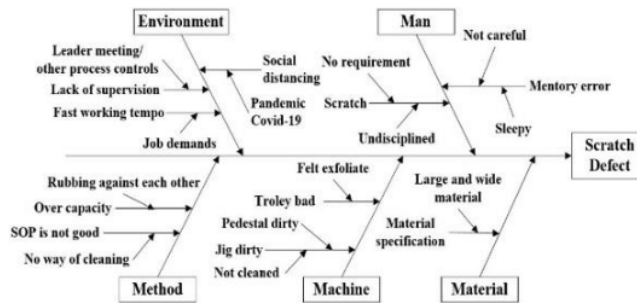 Environment
Man
Leader meeting/
other process controls
Social
distancing
Lack of supervision
Pandemic
Covid-19
Fast working tempo
Job demands
Not careful
No requirement
Mentory error
Scratch
Undisciplined
Sleepy
Scratch
Defect
Rubbing against each other
Over capacity
SOP is not good
No way of cleaning
Felt exfoliate
Troley bad
Pedestal dirty
Jig dirty
Not cleaned
Large and wide
material
Material
specification
Method
Machine
Material